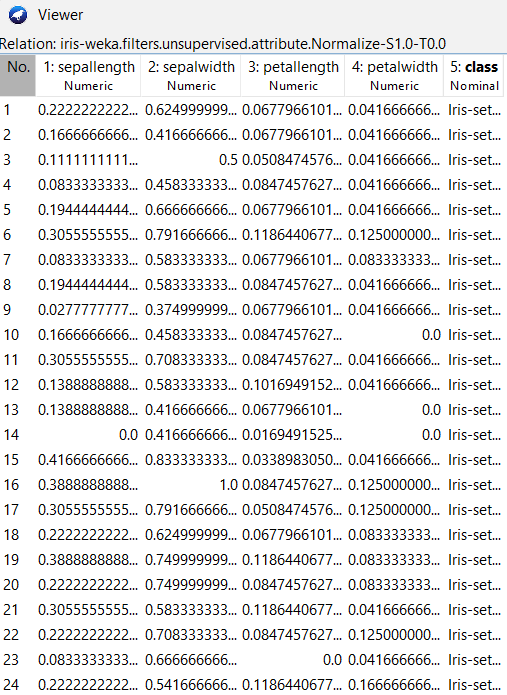 Viewer
Relation: iris-weka.filters.unsupervised.attribute.Normalize-S1.0-T0.0
No. 1: sepallength 2: sepalwidth 3: petallength 4: petalwidth 5: class
Numeric Numeric Numeric Numeric Nominal
1 0.2222222222... 0.624999999... 0.0677966101... 0.041666666... Iris-set...
2 0.1666666666... 0.416666666... 0.0677966101... 0.041666666... Iris-set...
3 0.1111111111... 0.5 0.0508474576... 0.041666666... Iris-set...
4 0.0833333333... 0.458333333... 0.0847457627... 0.041666666... Iris-set...
5 0.1944444444... 0.666666666... 0.0677966101... 0.041666666... Iris-set...
6 0.3055555555... 0.791666666... 0.1186440677... 0.125000000... Iris-set...
7 0.0833333333... 0.583333333... 0.0677966101... 0.083333333... Iris-set...
8 0.1944444444... 0.583333333... 0.0847457627... 0.041666666... Iris-set...
9 0.0277777777... 0.374999999... 0.0677966101... 0.041666666... Iris-set...
10 0.1666666666... 0.458333333... 0.0847457627... 0.0 Iris-set...
11 0.3055555555... 0.708333333... 0.0847457627... 0.041666666... Iris-set...
12 0.1388888888... 0.583333333... 0.1016949152... 0.041666666... Iris-set...
13 0.1388888888... 0.416666666... 0.0677966101... 0.0 Iris-set...
14 0.0 0.416666666... 0.0169491525... 0.0 Iris-set...
15 0.4166666666... 0.833333333... 0.0338983050... 0.041666666... Iris-set...
16 0.3888888888... 1.0 0.0847457627... 0.125000000... Iris-set...
17 0.3055555555... 0.791666666... 0.0508474576... 0.125000000... Iris-set...
18 0.2222222222... 0.624999999... 0.0677966101... 0.083333333... Iris-set...
19 0.3888888888... 0.749999999... 0.1186440677... 0.083333333... Iris-set...
20 0.2222222222... 0.749999999... 0.0847457627... 0.083333333... Iris-set...
21 0.3055555555... 0.583333333... 0.1186440677... 0.041666666... Iris-set...
22 0.2222222222... 0.708333333... 0.0847457627... 0.125000000... Iris-set...
23 0.0833333333... 0.666666666... 0.0 0.041666666... Iris-set...
24 0.2222222222... 0.541666666... 0.1186440677... 0.166666666... Iris-set...